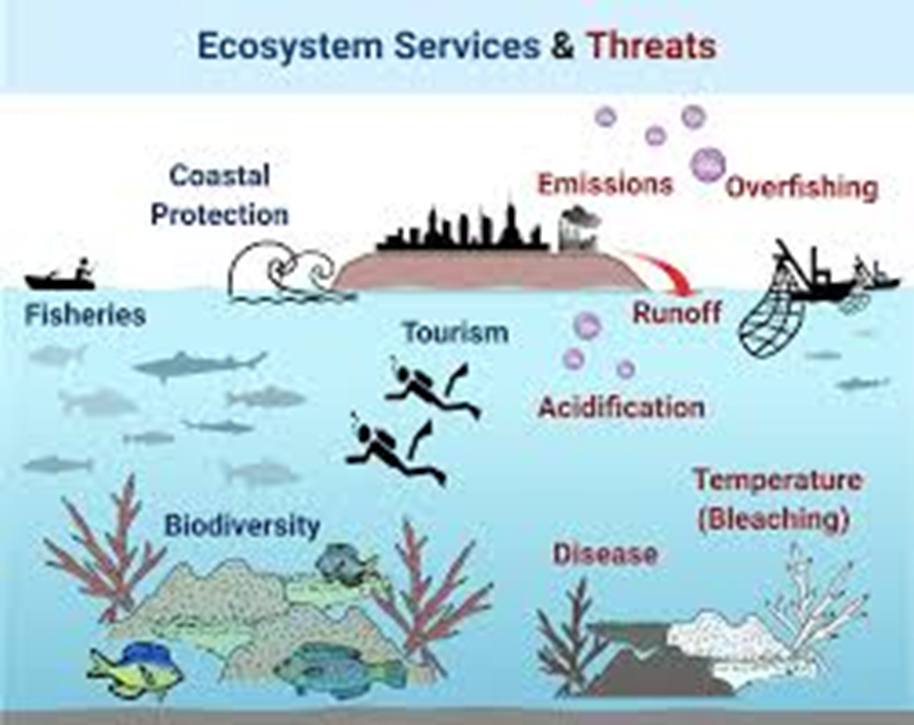 Ecosystem Services & Threats
Coastal
Protection
Emissions
Overfishing
Fisheries
Tourism
Runoff
Acidification
Temperature
(Bleaching)
Biodiversity
Disease